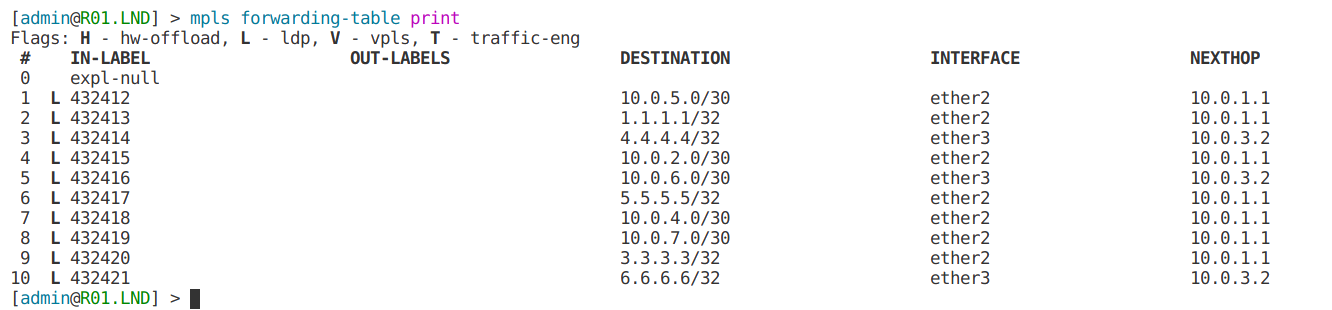 [admin@R01.LND] > mpls forwarding-table print
Flags: H - hw-offload, L - ldp, V - vpls, T - traffic-eng
 #    IN-LABEL                    OUT-LABELS                 DESTINATION                    INTERFACE                 NEXTHOP
 0    expl-null
 1  L 432412                                                 10.0.5.0/30                    ether2                    10.0.1.1
 2  L 432413                                                 1.1.1.1/32                     ether2                    10.0.1.1
 3  L 432414                                                 4.4.4.4/32                     ether3                    10.0.3.2
 4  L 432415                                                 10.0.2.0/30                    ether2                    10.0.1.1
 5  L 432416                                                 10.0.6.0/30                    ether3                    10.0.3.2
 6  L 432417                                                 5.5.5.5/32                     ether2                    10.0.1.1
 7  L 432418                                                 10.0.4.0/30                    ether2                    10.0.1.1
 8  L 432419                                                 10.0.7.0/30                    ether2                    10.0.1.1
 9  L 432420                                                 3.3.3.3/32                     ether2                    10.0.1.1
10  L 432421                                                 6.6.6.6/32                     ether3                    10.0.3.2
[admin@R01.LND] >